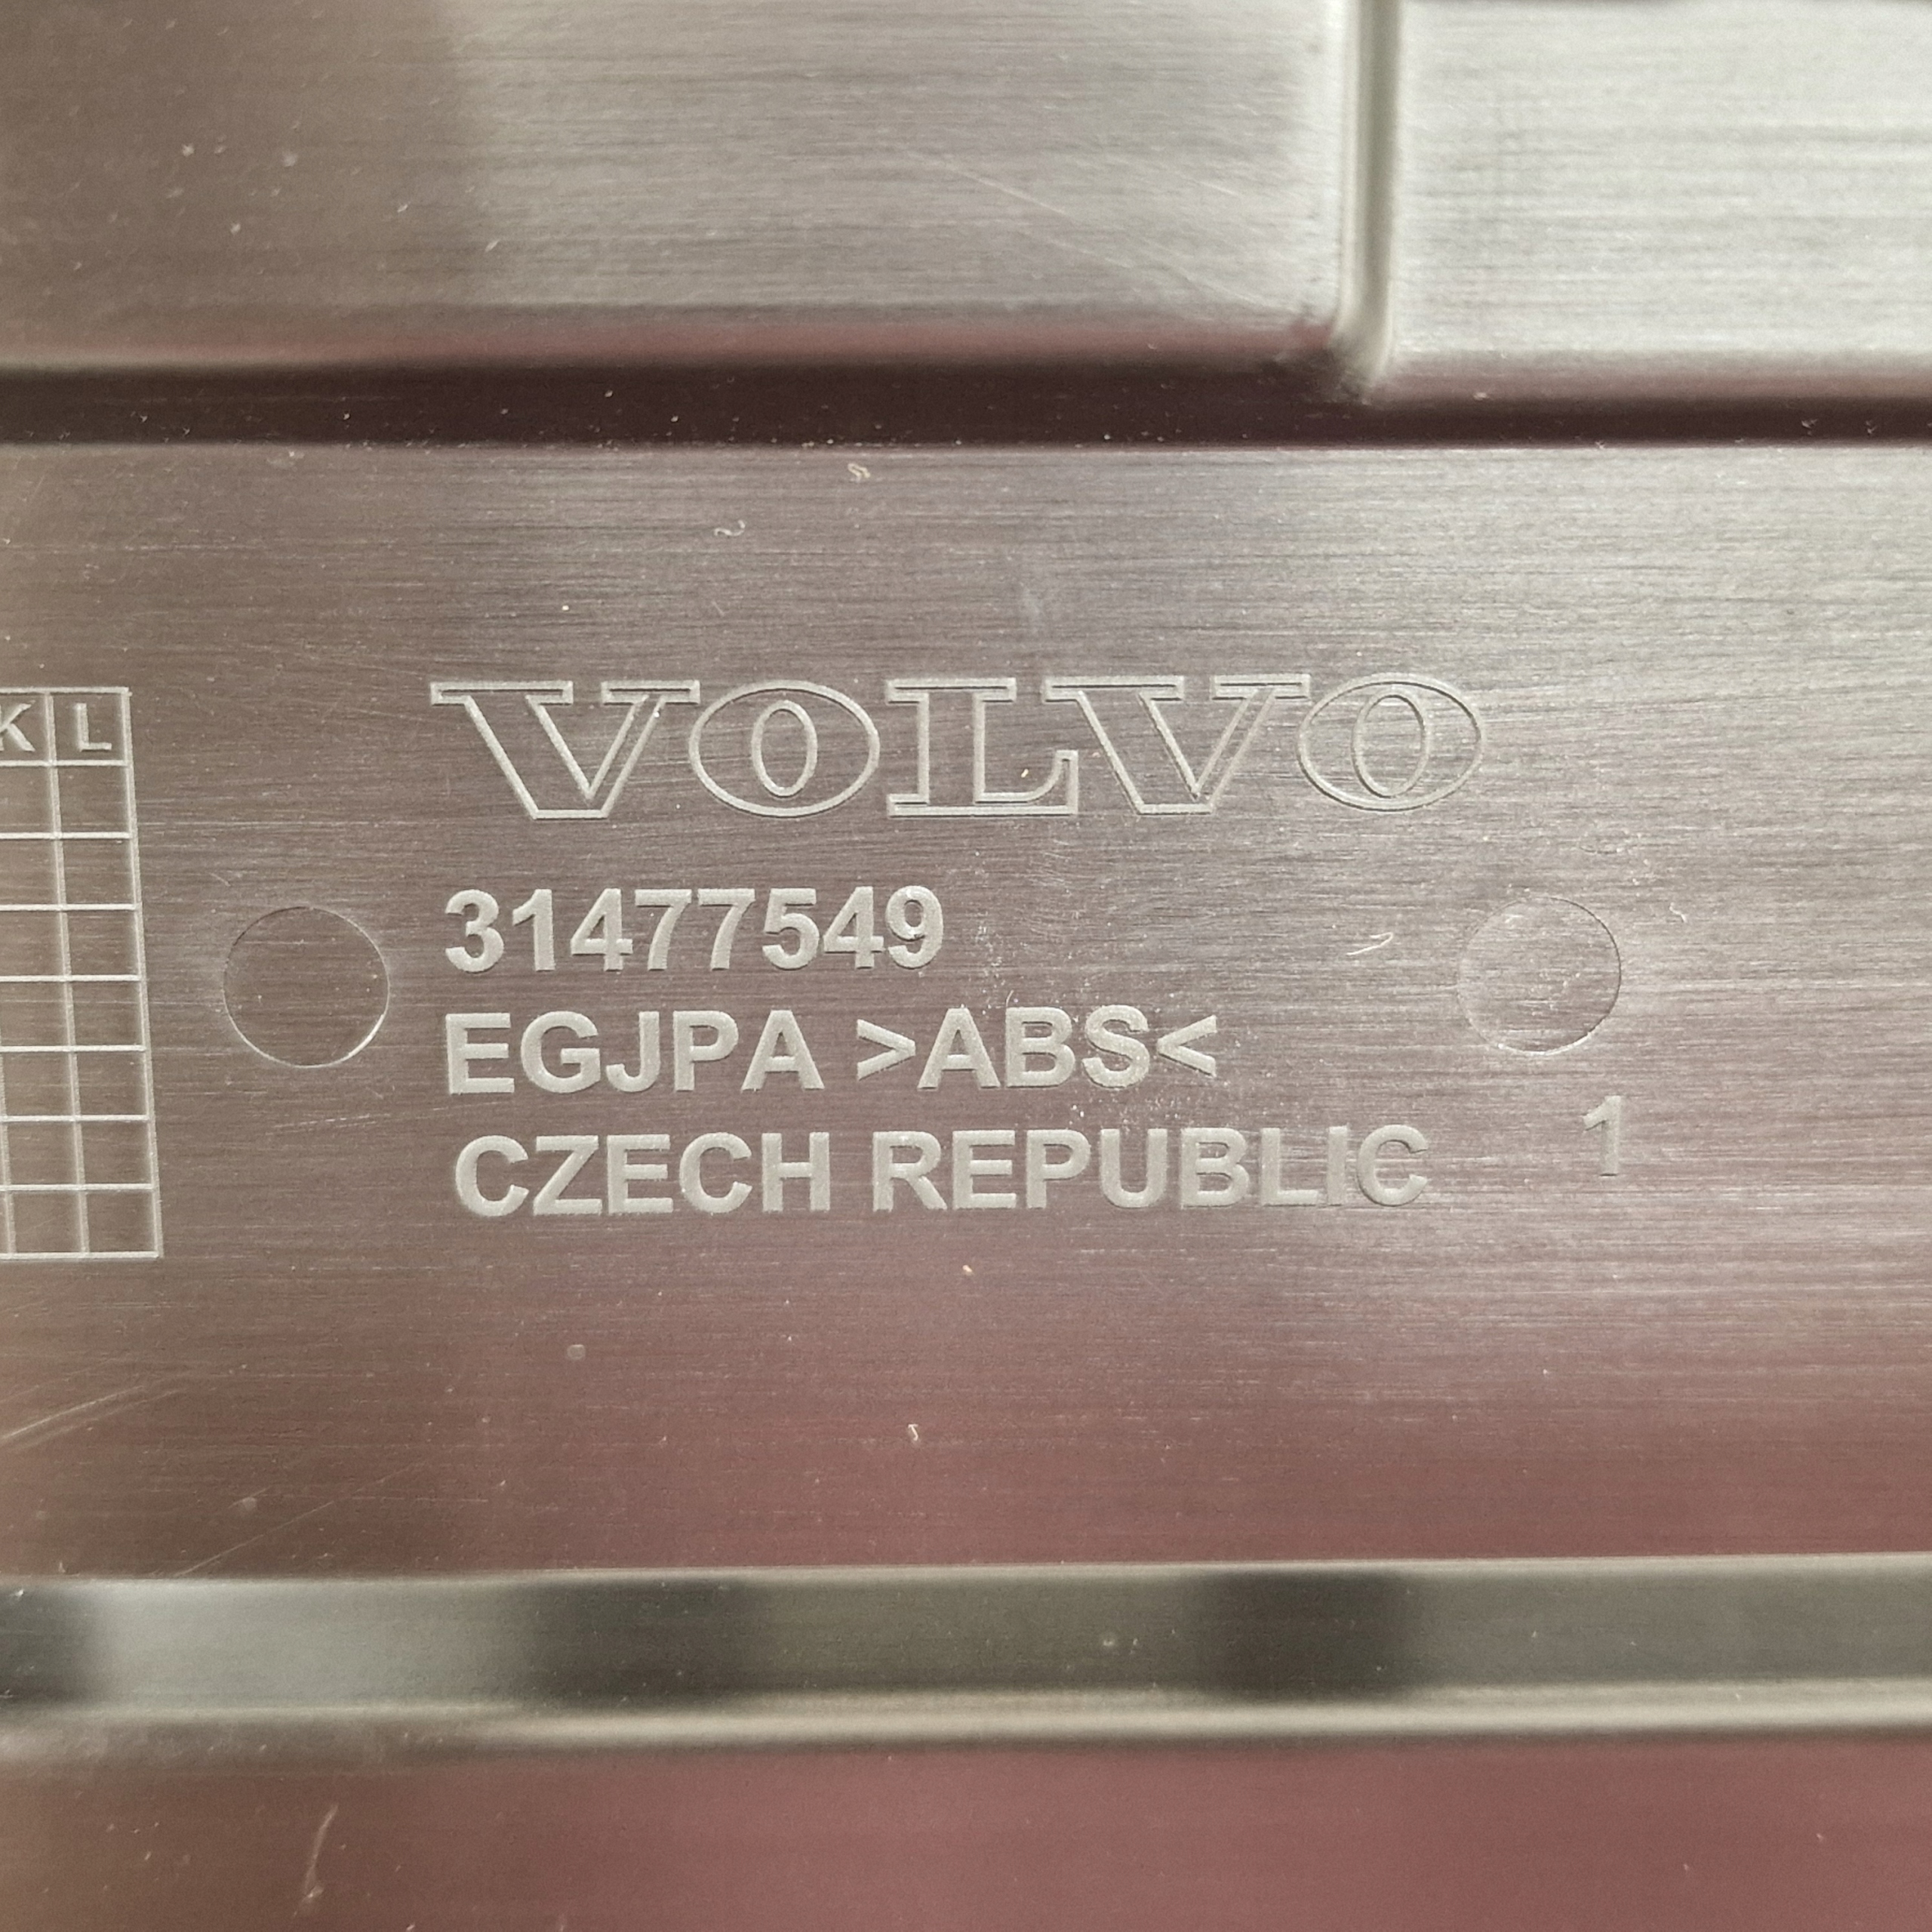 K L
VOLVO
31477549
EGJPA >ABS<
CZECH REPUBLIC 1